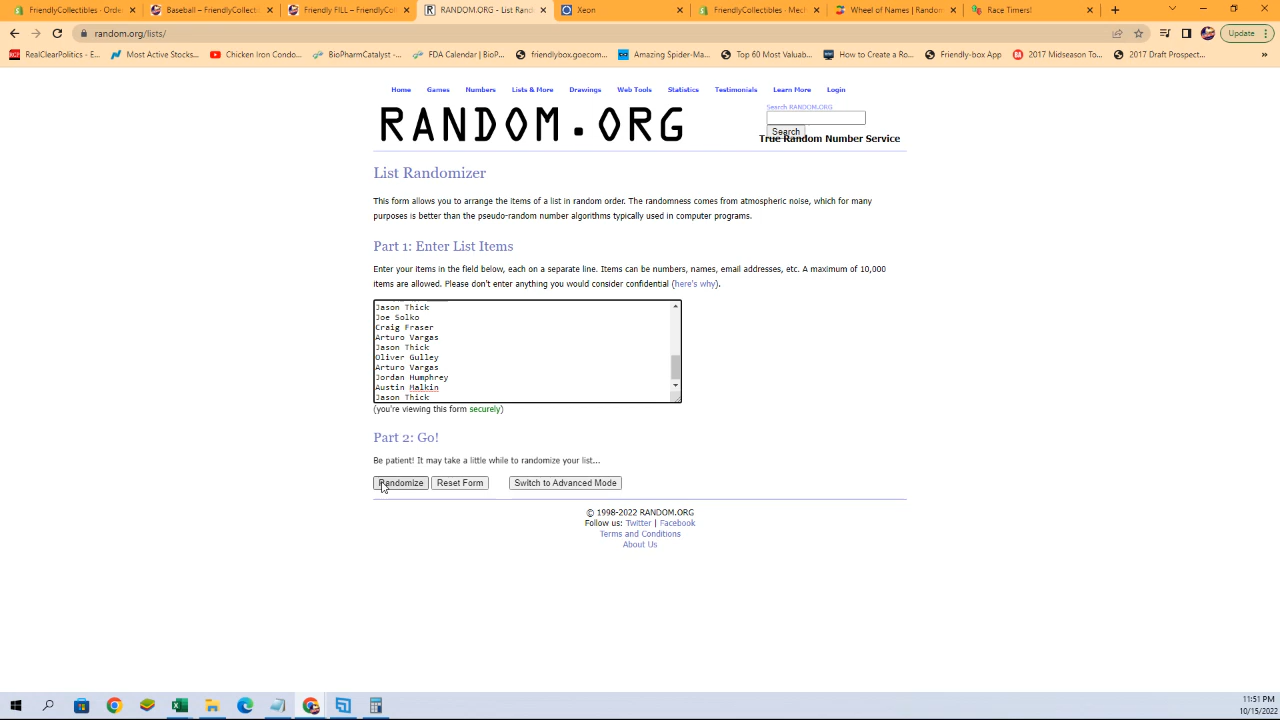 FriendlyCollectibles - Orde
Baseball – FriendlyCollecti
Friendly FILL – FriendlyCo
RANDOM.ORG - List Rand
Xeon
FriendlyCollectibles - Mech
Wheel of Names | Random
Race Timers!
random.org/lists/
Update
RealClearPolitics - E...
Most Active Stocks...
Chicken Iron Condo...
BioPharmCatalyst -...
FDA Calendar | BioP...
friendlybox.goecom...
Amazing Spider-Ma...
Top 60 Most Valuab...
How to Create a Ro...
Friendly-box App
2017 Midseason To...
2017 Draft Prospect...
Home Games Numbers Lists & More Drawings Web Tools Statistics Testimonials Learn More Login
RANDOM.ORG
Search RANDOM.ORG
Search
True Random Number Service
List Randomizer
This form allows you to arrange the items of a list in random order. The randomness comes from atmospheric noise, which for many
purposes is better than the pseudo-random number algorithms typically used in computer programs.
Part 1: Enter List Items
Enter your items in the field below, each on a separate line. Items can be numbers, names, email addresses, etc. A maximum of 10,000
items are allowed. Please don't enter anything you would consider confidential (here's why).
Jason Thick
Joe Solko
Craig Fraser
Arturo Vargas
Jason Thick
Oliver Gulley
Arturo Vargas
Jordan Humphrey
Austin Malkin
Jason Thick
(you're viewing this form securely)
Part 2: Go!
Be patient! It may take a little while to randomize your list...
Randomize Reset Form Switch to Advanced Mode
© 1998-2022 RANDOM.ORG
Follow us: Twitter | Facebook
Terms and Conditions
About Us
11:51 PM
10/15/2022